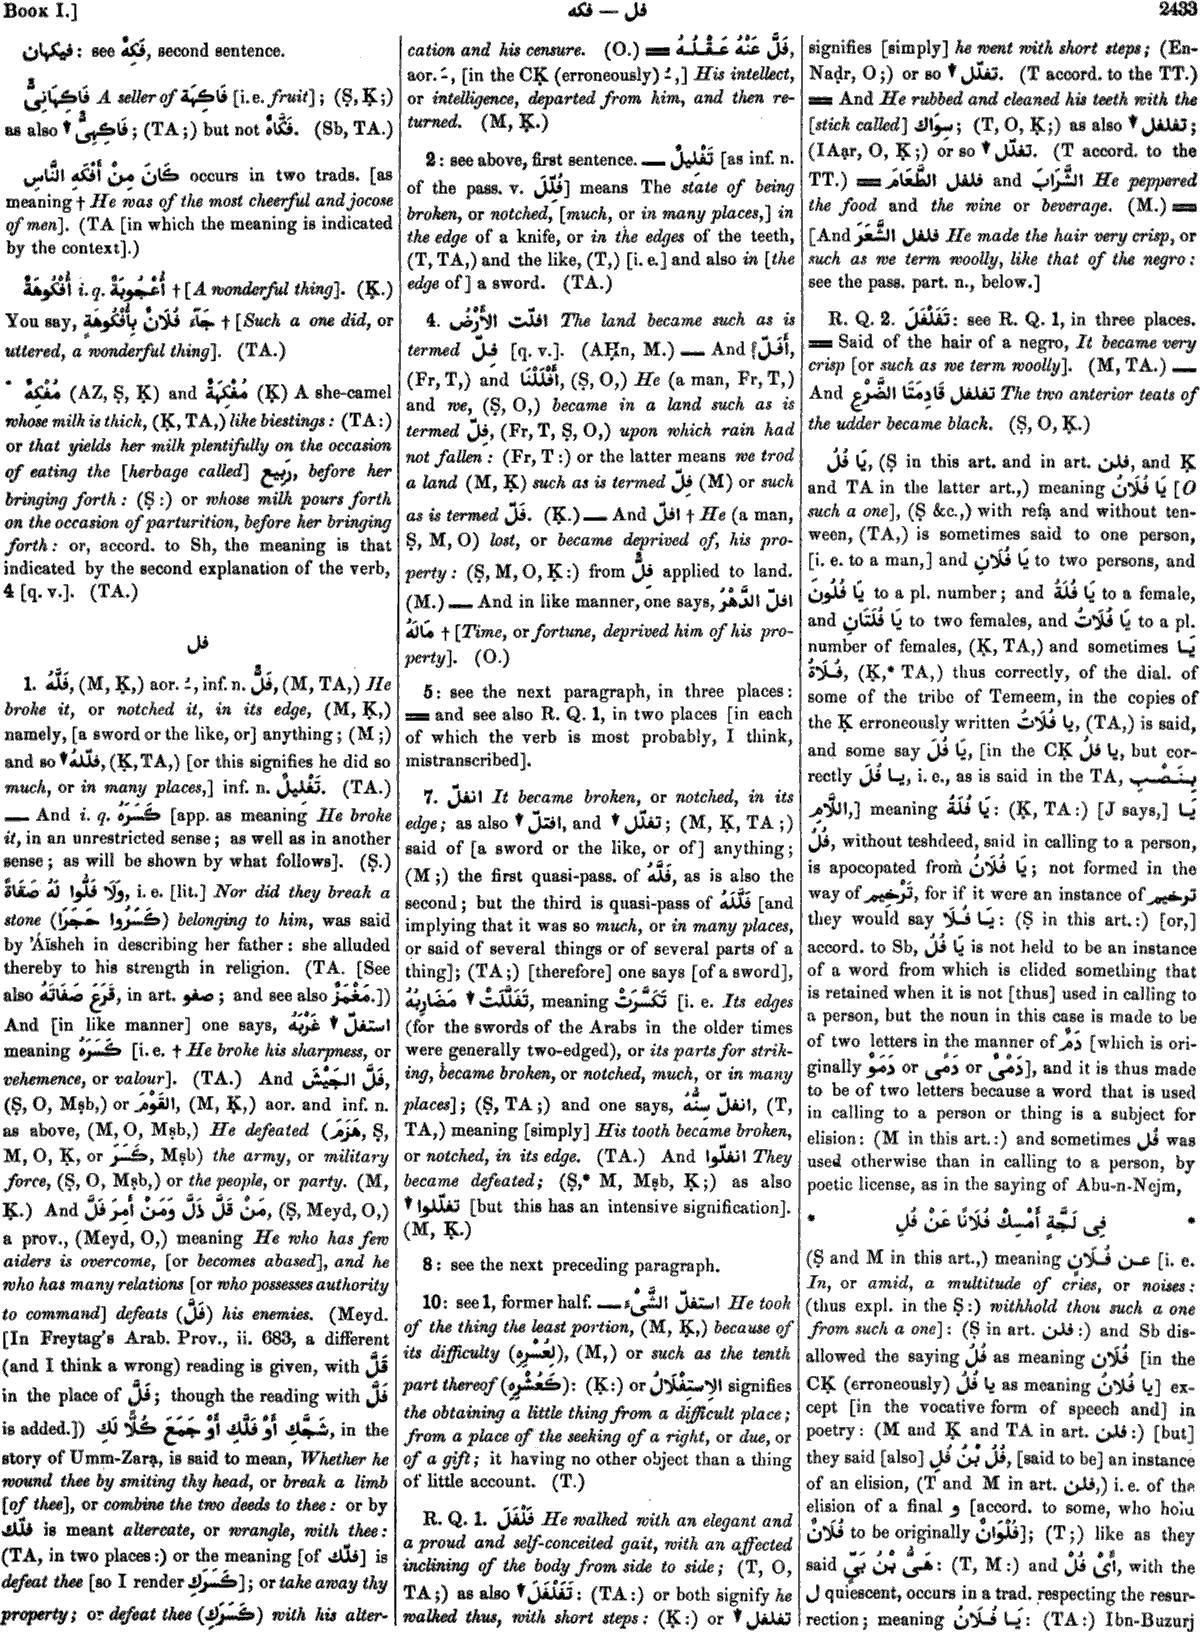 Book I.]
فكه — فل
2433
فَيْكَهَانِ : see فَكِهٌ, second sentence.
فَاكِهَانِىٌّ A seller of فَاكِهَة [i. e. fruit]; (Ṣ, Ḳ;)
as also ↓ فَاكِهِىٌّ; (TA;) but not فَكَّاهٌ. (Sb, TA.)
كَانَ مِنْ أَفْكَهِ النَّاسِ occurs in two trads. [as
meaning † He was of the most cheerful and jocose
of men]. (TA [in which the meaning is indicated
by the context].)
أُفْكُوهَةٌ i. q. أُعْجُوبَةٌ † [A wonderful thing]. (Ḳ.)
You say, جَآءَ فُلَانٌ بِأُفْكُوهَةٍ † [Such a one did, or
uttered, a wonderful thing]. (TA.)
مُفْكِهٌ (AZ, Ṣ, Ḳ) and مُفْكِهَةٌ (Ḳ) A she-camel
whose milk is thick, (Ḳ, TA,) like biestings: (TA:)
or that yields her milk plentifully on the occasion
of eating the [herbage called] رَبِيع, before her
bringing forth: (Ṣ:) or whose milk pours forth
on the occasion of parturition, before her bringing
forth: or, accord. to Sh, the meaning is that
indicated by the second explanation of the verb,
4 [q. v.]. (TA.)
فل
1. فَلَّهُ, (M, Ḳ,) aor. ـُ, inf. n. فَلٌّ, (M, TA,) He
broke it, or notched it, in its edge, (M, Ḳ,)
namely, [a sword or the like, or] anything; (M;)
and so ↓ فلّلهُ, (Ḳ, TA,) [or this signifies he did so
much, or in many places,] inf. n. تَفْلِيلٌ. (TA.)
— And i. q. كَسَرَهُ [app. as meaning He broke
it, in an unrestricted sense; as well as in another
sense; as will be shown by what follows]. (Ṣ.)
وَلَا فَلُّوا لَهُ صَفَاةً, i. e. [lit.] Nor did they break a
stone (كَسَرُوا حَجَرًا) belonging to him, was said
by 'Áïsheh in describing her father: she alluded
thereby to his strength in religion. (TA. [See
also قَرَعَ صَفَاتَهُ, in art. صفو; and see also مَغْمَزٌ.])
And [in like manner] one says, استفلّ ↓ غَرْبَهُ
meaning كَسَرَهُ [i. e. † He broke his sharpness, or
vehemence, or valour]. (TA.) And فَلَّ الجَيْشَ,
(Ṣ, O, Mṣb,) or القَوْمَ, (M, Ḳ,) aor. and inf. n.
as above, (M, O, Mṣb,) He defeated (هَزَمَ, Ṣ,
M, O, Ḳ, or كَسَرَ, Mṣb) the army, or military
force, (Ṣ, O, Mṣb,) or the people, or party. (M,
Ḳ.) And مَنْ قَلَّ ذَلَّ وَمَنْ أَمِرَ فَلَّ, (Ṣ, Meyd, O,)
a prov., (Meyd, O,) meaning He who has few
aiders is overcome, [or becomes abased], and he
who has many relations [or who possesses authority
to command] defeats (فَلَّ) his enemies. (Meyd.
[In Freytag's Arab. Prov., ii. 683, a different
(and I think a wrong) reading is given, with قَلَّ
in the place of فَلَّ; though the reading with فَلَّ
is added.]) شَجَّكِ أَوْ فَلَّكِ أَوْ جَمَعَ كُلًّا لَكِ, in the
story of Umm-Zarạ, is said to mean, Whether he
wound thee by smiting thy head, or break a limb
[of thee], or combine the two deeds to thee: or by
فلّك is meant altercate, or wrangle, with thee:
(TA, in two places:) or the meaning [of فلّك] is
defeat thee [so I render كَسَرَكِ]; or take away thy
property; or defeat thee (كَسَرَكِ) with his alter-
cation and his censure. (O.) ═ فَلَّ عَنْهُ عَقْلُهُ,
aor. ـِ, [in the CḲ (erroneously) ـُ,] His intellect,
or intelligence, departed from him, and then re-
turned. (M, Ḳ.)
2: see above, first sentence. — تَفْلِيلٌ [as inf. n.
of the pass. v. فُلِّلَ] means The state of being
broken, or notched, [much, or in many places,] in
the edge of a knife, or in the edges of the teeth,
(T, TA,) and the like, (T,) [i. e.] and also in [the
edge of] a sword. (TA.)
4. افلّت الأَرْضُ The land became such as is
termed فِلّ [q. v.]. (AḤn, M.) — And أَفَلَّ,
(Fr, T,) and أَفْلَلْنَا, (Ṣ, O,) He (a man, Fr, T,)
and we, (Ṣ, O,) became in a land such as is
termed فِلّ, (Fr, T, Ṣ, O,) upon which rain had
not fallen: (Fr, T:) or the latter means we trod
a land (M, Ḳ) such as is termed فِلّ (M) or such
as is termed فَلّ. (Ḳ.) — And افلّ † He (a man,
Ṣ, M, O) lost, or became deprived of, his pro-
perty: (Ṣ, M, O, Ḳ:) from فِلٌّ applied to land.
(M.) — And in like manner, one says, افلّ الدَّهْرُ
مَالَهُ † [Time, or fortune, deprived him of his pro-
perty]. (O.)
5: see the next paragraph, in three places:
═ and see also R. Q. 1, in two places [in each
of which the verb is most probably, I think,
mistranscribed].
7. انفلّ It became broken, or notched, in its
edge; as also ↓ افتلّ, and ↓ تفلّل; (M, Ḳ, TA;)
said of [a sword or the like, or of] anything;
(M;) the first quasi-pass. of فَلَّهُ, as is also the
second; but the third is quasi-pass of فَلَّلَهُ [and
implying that it was so much, or in many places,
or said of several things or of several parts of a
thing]; (TA;) [therefore] one says [of a sword],
تَفَلَّلَتْ ↓ مَضَارِبُهُ, meaning تَكَسَّرَتْ [i. e. Its edges
(for the swords of the Arabs in the older times
were generally two-edged), or its parts for strik-
ing, became broken, or notched, much, or in many
places]; (Ṣ, TA;) and one says, انفلّ سِنُّهُ, (T,
TA,) meaning [simply] His tooth became broken,
or notched, in its edge. (TA.) And انفلّوا They
became defeated; (Ṣ,* M, Mṣb, Ḳ;) as also
↓ تفلّلوا [but this has an intensive signification].
(M, Ḳ.)
8: see the next preceding paragraph.
10: see 1, former half. — استفلّ الشَّىْءَ He took
of the thing the least portion, (M, Ḳ,) because of
its difficulty (لِعُسْرِهِ), (M,) or such as the tenth
part thereof (كَعُشْرِهِ): (Ḳ:) or الاِسْتِفْلَالُ signifies
the obtaining a little thing from a difficult place;
from a place of the seeking of a right, or due, or
of a gift; it having no other object than a thing
of little account. (T.)
R. Q. 1. فَلْفَلَ He walked with an elegant and
a proud and self-conceited gait, with an affected
inclining of the body from side to side; (T, O,
TA;) as also ↓ تَفَلْفَلَ: (TA:) or both signify he
walked thus, with short steps: (Ḳ:) or ↓ تفلفل
signifies [simply] he went with short steps; (En-
Naḍr, O;) or so ↓ تفلّل. (T accord. to the TT.)
═ And He rubbed and cleaned his teeth with the
[stick called] سِوَاك; (T, O, Ḳ;) as also ↓ تفلفل;
(IAạr, O, Ḳ;) or so ↓ تفلّل. (T accord. to the
TT.) ═ فلفل الطَّعَامَ and الشَّرَابَ He peppered
the food and the wine or beverage. (M.) ═
[And فلفل الشَّعَرَ He made the hair very crisp, or
such as we term woolly, like that of the negro:
see the pass. part. n., below.]
R. Q. 2. تَفَلْفَلَ: see R. Q. 1, in three places.
═ Said of the hair of a negro, It became very
crisp [or such as we term woolly]. (M, TA.) —
And تفلفل قَادِمَتَا الضَّرْعِ The two anterior teats of
the udder became black. (Ṣ, O, Ḳ.)
يَا فُلُ, (Ṣ in this art. and in art. فلن, and Ḳ
and TA in the latter art.,) meaning يَا فُلَانُ [O
such a one], (Ṣ &c.,) with refạ and without ten-
ween, (TA,) is sometimes said to one person,
[i. e. to a man,] and يَا فُلَانِ to two persons, and
يَا فُلُونَ to a pl. number; and يَا فُلَةُ to a female,
and يَا فُلَتَانِ to two females, and يَا فُلَاتُ to a pl.
number of females, (Ḳ, TA,) and sometimes يَا
فُلَاةُ, (Ḳ,* TA,) thus correctly, of the dial. of
some of the tribe of Temeem, in the copies of
the Ḳ erroneously written يا فُلَاتُ, (TA,) is said,
and some say يَا فُلَ, [in the CḲ يا فلُ, but cor-
rectly يا فُلَ, i. e., as is said in the TA, بِنَصْبِ
اللَّامِ,] meaning يَا فُلَةُ: (Ḳ, TA:) [J says,] يَا
فُلُ, without teshdeed, said in calling to a person,
is apocopated from يَا فُلَانُ; not formed in the
way of تَرْخِيم, for if it were an instance of ترخيم
they would say يَا فُلَا: (Ṣ in this art.:) [or,]
accord. to Sb, يَا فُلُ is not held to be an instance
of a word from which is elided something that
is retained when it is not [thus] used in calling to
a person, but the noun in this case is made to be
of two letters in the manner of دَمٌ [which is ori-
ginally دَمَوٌ or دَمَىٌ or دَمْىٌ], and it is thus made
to be of two letters because a word that is used
in calling to a person or thing is a subject for
elision: (M in this art.:) and sometimes فُل was
used otherwise than in calling to a person, by
poetic license, as in the saying of Abu-n-Nejm,
* فِى لَجَّةٍ أَمْسِكْ فُلَانًا عَنْ فُلِ *
(Ṣ and M in this art.,) meaning عن فُلَانٍ [i. e.
In, or amid, a multitude of cries, or noises:
(thus expl. in the Ṣ:) withhold thou such a one
from such a one]: (Ṣ in art. فلن:) and Sb dis-
allowed the saying فُلُ as meaning فُلَان [in the
CḲ (erroneously) يا فُلُ as meaning يا فُلَانُ] ex-
cept [in the vocative form of speech and] in
poetry: (M and Ḳ and TA in art. فلن:) [but]
they said [also] فُلُ بْنُ فُلِ, [said to be] an instance
of an elision, (T and M in art. فلن,) i. e. of the
elision of a final و [accord. to some, who hold
فُلَانٌ to be originally فُلْوَانٌ]; (T;) like as they
said هَىُّ بْنُ بَىٍّ: (T, M:) and أَىْ فُلْ, with the
ل quiescent, occurs in a trad. respecting the resur-
rection; meaning يَا فُلَانُ: (TA:) Ibn-Buzurj